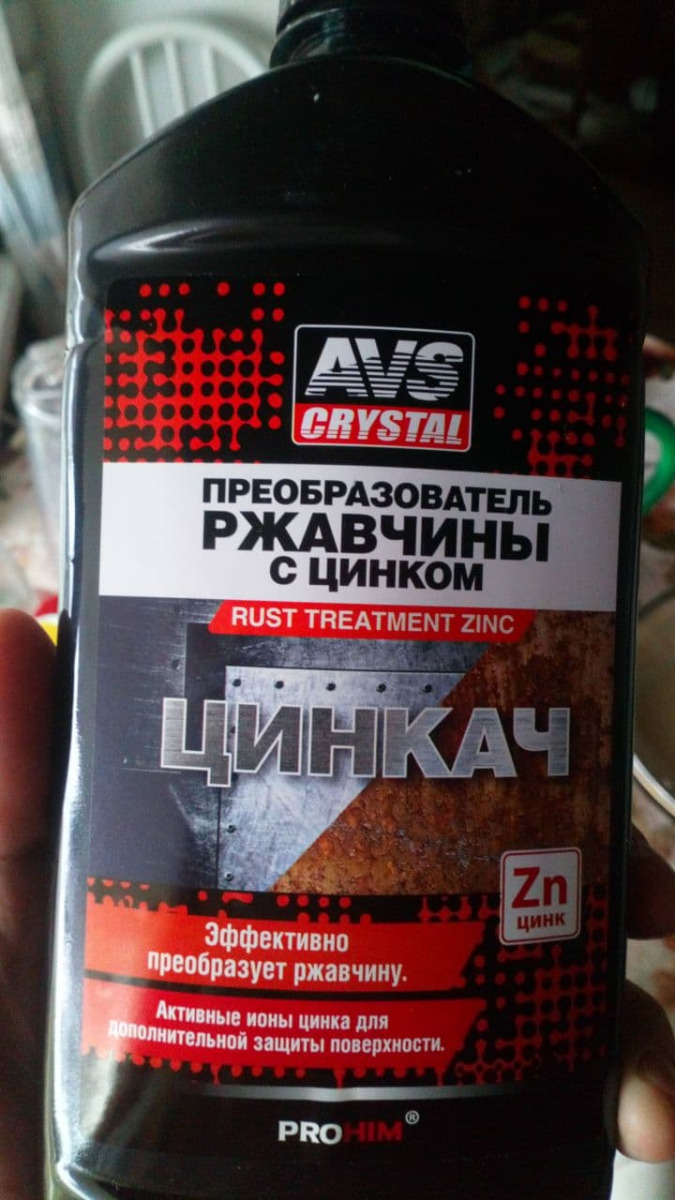 AVS
CRYSTAL
ПРЕОБРАЗОВАТЕЛЬ
РЖАВЧИНЫ
С ЦИНКОМ
RUST TREATMENT ZINC
ЦИНКАЧ
Zn
ЦИНК
Эффективно
преобразует ржавчину.
Активные ионы цинка для
дополнительной защиты поверхности.
PROHIM®